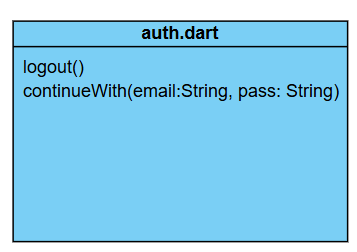 auth.dart
logout()
continueWith(email:String, pass: String)